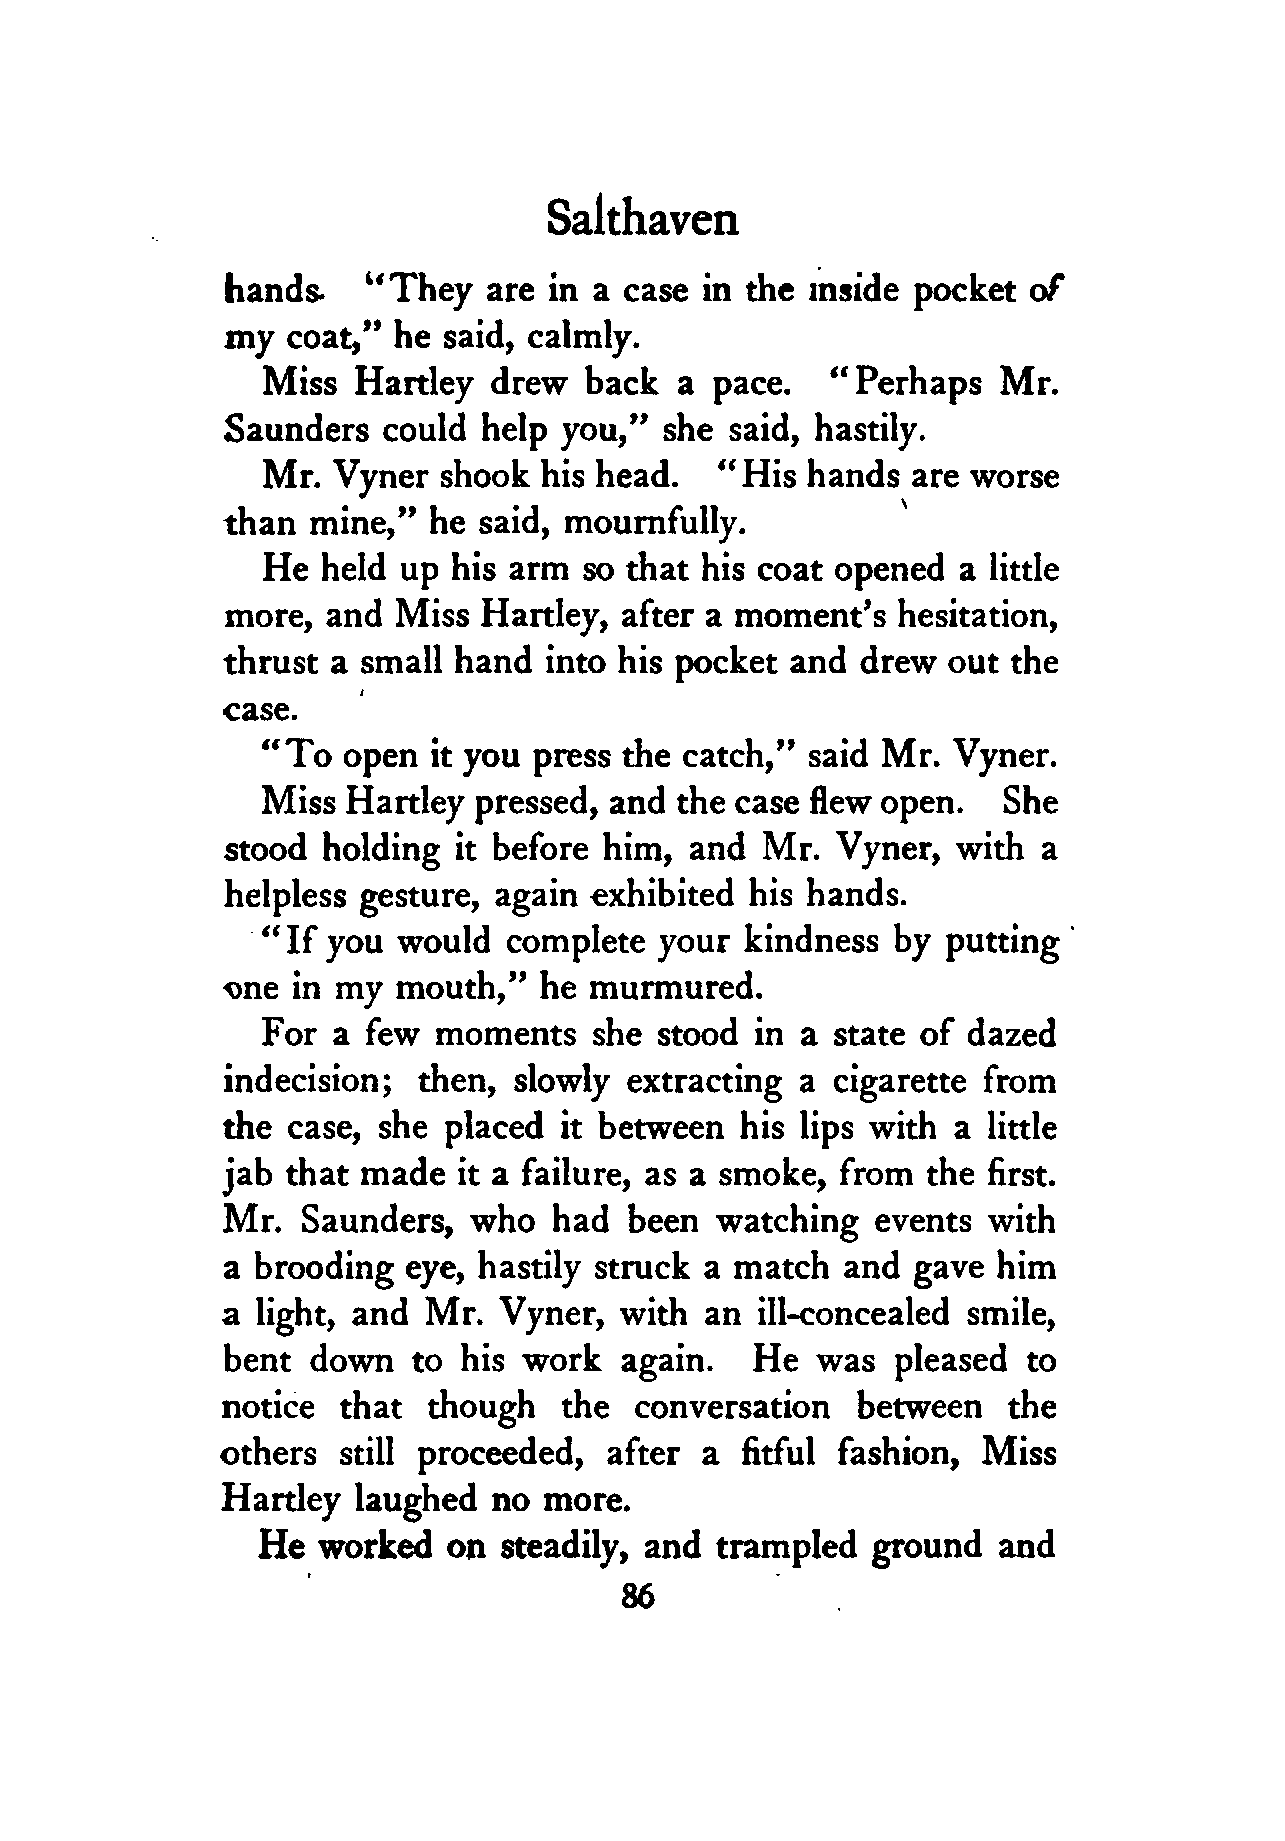 Salthaven
hands. "They are in a case in the inside pocket of
my coat," he said, calmly.
Miss Hartley drew back a pace. "Perhaps Mr.
Saunders could help you," she said, hastily.
Mr. Vyner shook his head. "His hands are worse
than mine," he said, mournfully.
He held up his arm so that his coat opened a little
more, and Miss Hartley, after a moment's hesitation,
thrust a small hand into his pocket and drew out the
case.
"To open it you press the catch," said Mr. Vyner.
Miss Hartley pressed, and the case flew open. She
stood holding it before him, and Mr. Vyner, with a
helpless gesture, again exhibited his hands.
"If you would complete your kindness by putting
one in my mouth," he murmured.
For a few moments she stood in a state of dazed
indecision; then, slowly extracting a cigarette from
the case, she placed it between his lips with a little
jab that made it a failure, as a smoke, from the first.
Mr. Saunders, who had been watching events with
a brooding eye, hastily struck a match and gave him
a light, and Mr. Vyner, with an ill-concealed smile,
bent down to his work again. He was pleased to
notice that though the conversation between the
others still proceeded, after a fitful fashion, Miss
Hartley laughed no more.
He worked on steadily, and trampled ground and
86